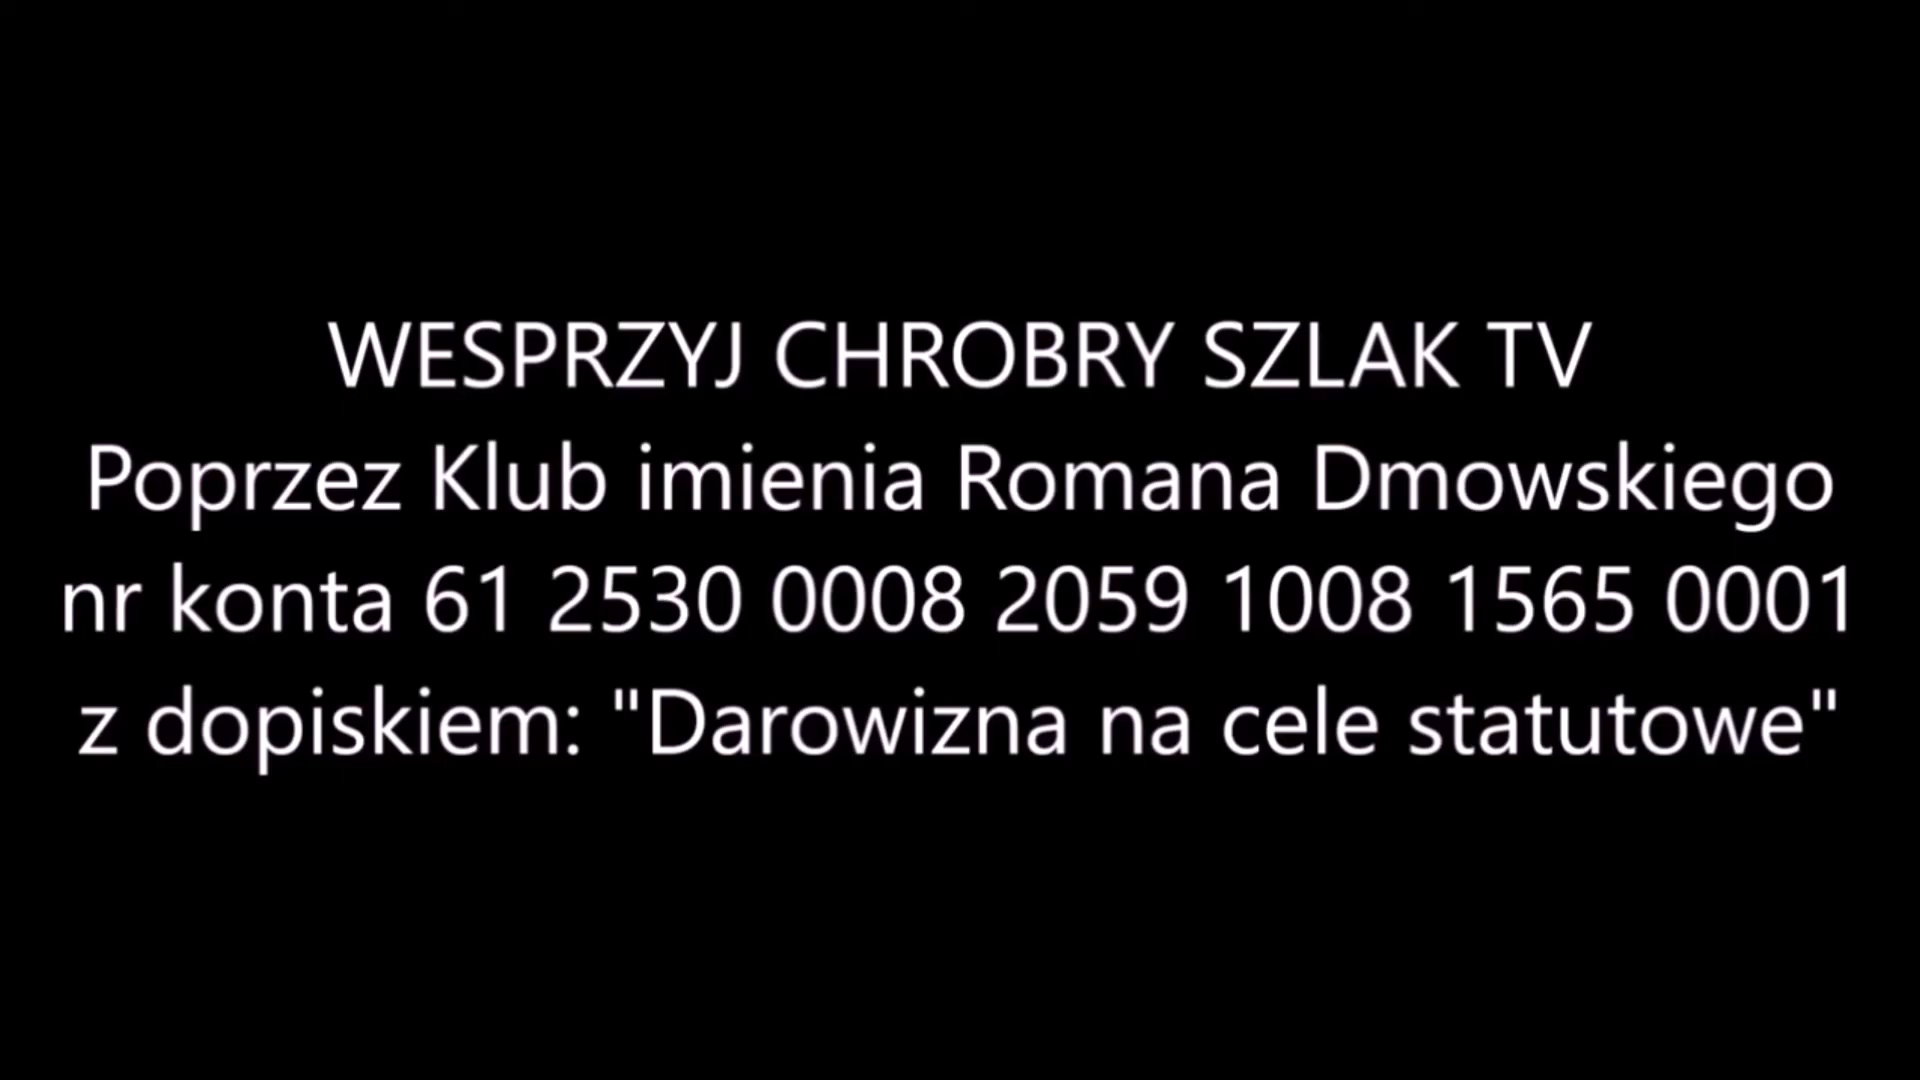 WESPRZYJ CHROBRY SZLAK TV
Poprzez Klub imienia Romana Dmowskiego
nr konta 61 2530 0008 2059 1008 1565 0001
z dopiskiem: "Darowizna na cele statutowe"